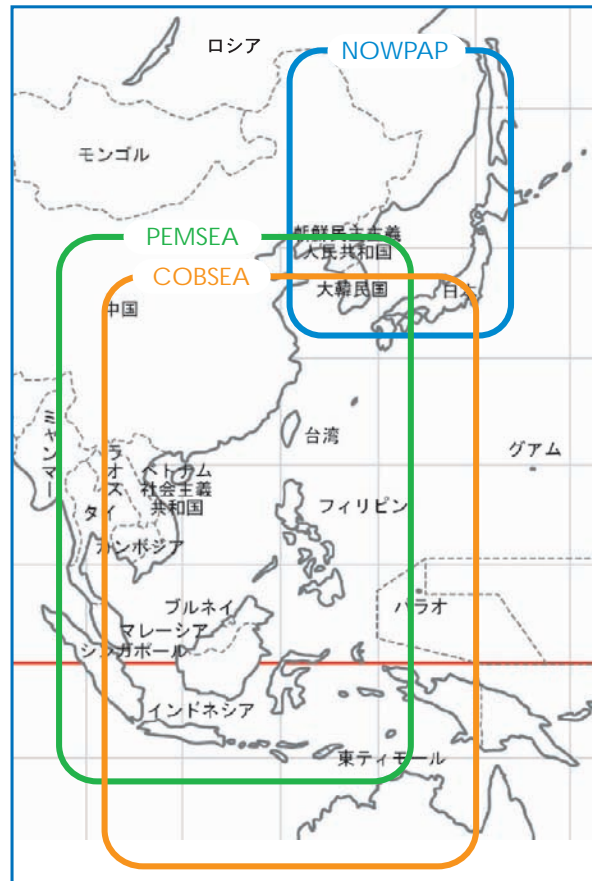 ロシア
NOWPAP
モンゴル
朝鮮民主主義
人民共和国
PEMSEA
COBSEA
大韓民国
日本
中国
台湾
ミャンマー
ラオス
ベトナム
社会主義
共和国
グアム
タイ
フィリピン
カンボジア
ブルネイ
パラオ
マレーシア
シンガポール
インドネシア
東ティモール